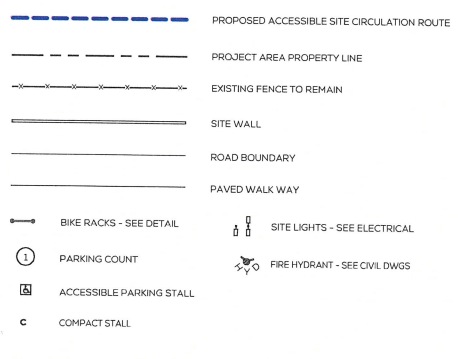 PROPOSED ACCESSIBLE SITE CIRCULATION ROUTE
PROJECT AREA PROPERTY LINE
EXISTING FENCE TO REMAIN
SITE WALL
ROAD BOUNDARY
PAVED WALK WAY
BIKE RACKS - SEE DETAIL
SITE LIGHTS - SEE ELECTRICAL
1 PARKING COUNT
HYD FIRE HYDRANT - SEE CIVIL DWGS
ACCESSIBLE PARKING STALL
C COMPACT STALL